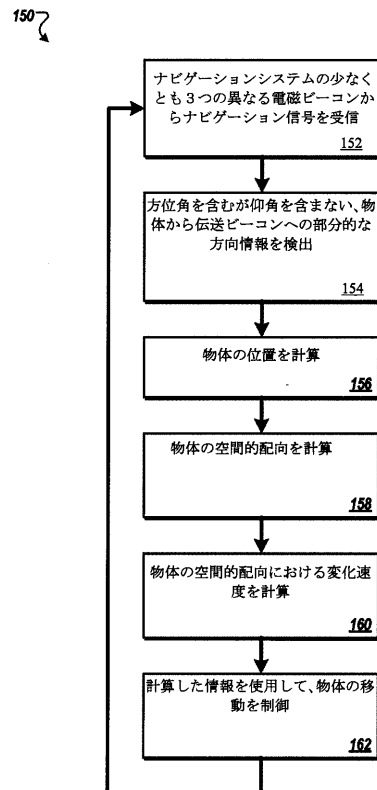 150
ナビゲーションシステムの少なく
とも３つの異なる電磁ビーコンか
らナビゲーション信号を受信
152
方位角を含むが仰角を含まない、物
体から伝送ビーコンへの部分的な
方向情報を検出
154
物体の位置を計算
156
物体の空間的配向を計算
158
物体の空間的配向における変化速
度を計算
160
計算した情報を使用して、物体の移
動を制御
162